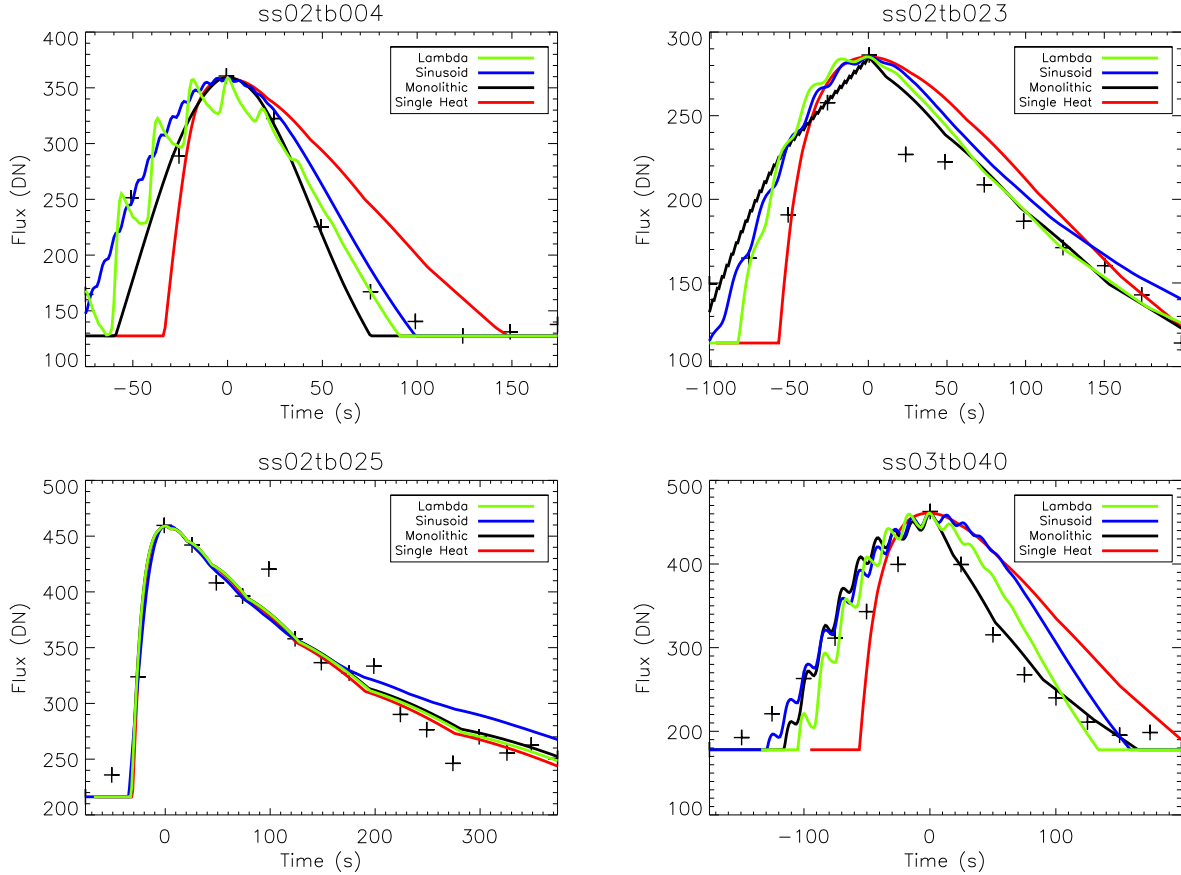 ss02tb004
400
350
300
250
200
150
100
Flux (DN)
−50
0
50
100
150
Time (s)
Lambda
Sinusoid
Monolithic
Single Heat
ss02tb023
300
250
200
150
100
Flux (DN)
−100
−50
0
50
100
150
Time (s)
Lambda
Sinusoid
Monolithic
Single Heat
ss02tb025
500
450
400
350
300
250
200
Flux (DN)
0
100
200
300
Time (s)
Lambda
Sinusoid
Monolithic
Single Heat
ss03tb040
500
400
300
200
100
Flux (DN)
−100
0
100
Time (s)
Lambda
Sinusoid
Monolithic
Single Heat